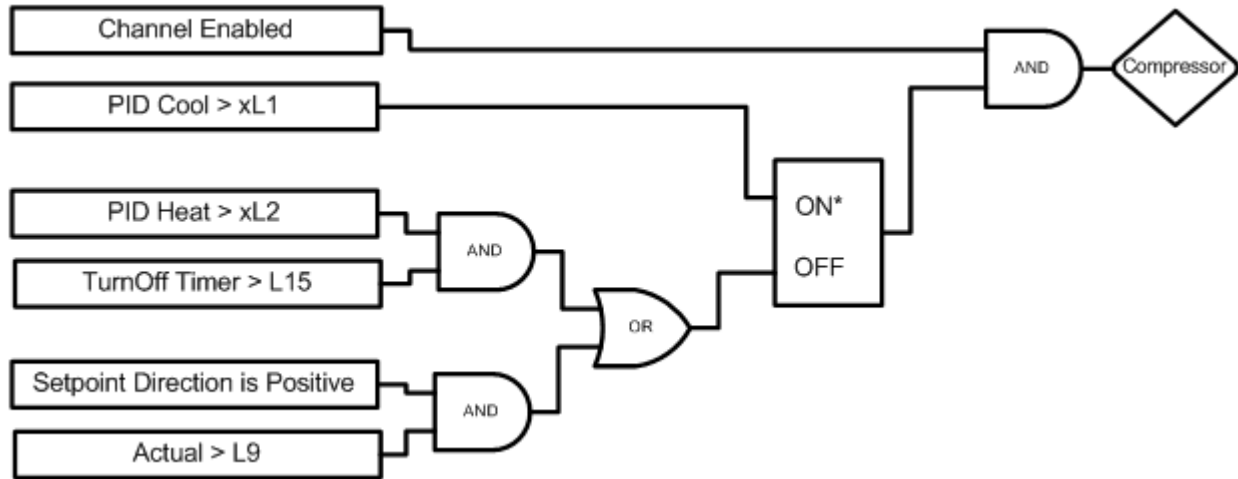 Channel Enabled
AND
Compressor
PID Cool > xL1
PID Heat > xL2
AND
ON*
OFF
TurnOff Timer > L15
OR
Setpoint Direction is Positive
AND
Actual > L9